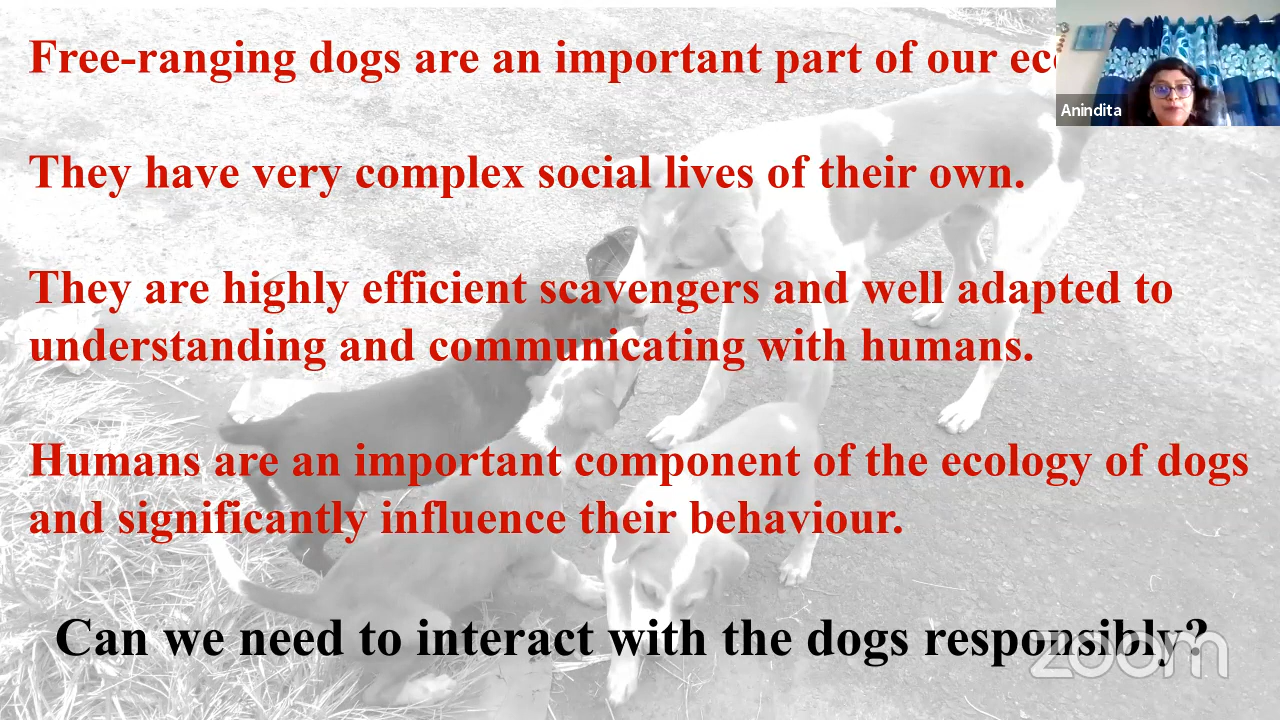 Free-ranging dogs are an important part of our
Anindita
They have very complex social lives of their own.
They are highly efficient scavengers and well adapted to
understanding and communicating with humans.
Humans are an important component of the ecology of dogs
and significantly influence their behaviour.
Can we need to interact with the dogs responsibly?
zoom